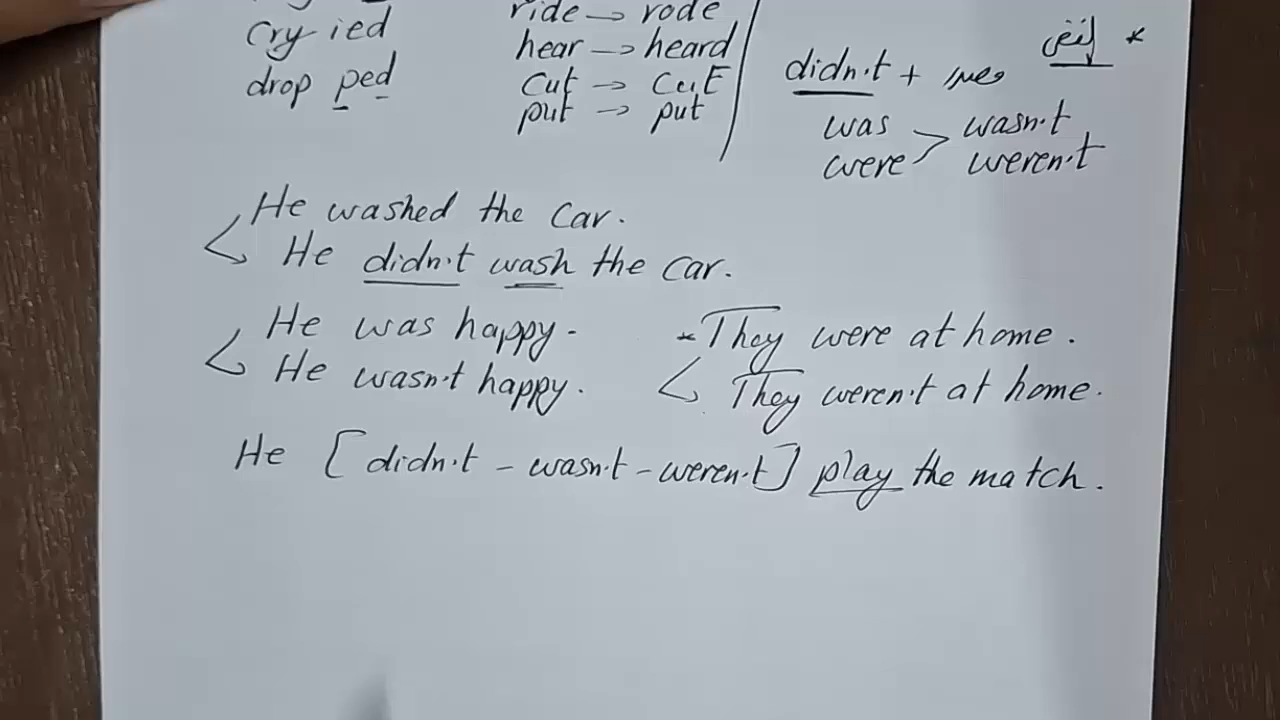 cry ied
drop ped
ride → rode
hear → heard
cut → cut
put → put
* النفي
didn't + مصدر
was > wasn't
were > weren't
He washed the car.
He didn't wash the car.
He was happy.
He wasn't happy.
* They were at home.
They weren't at home.
He [didn't - wasn't - weren't] play the match.